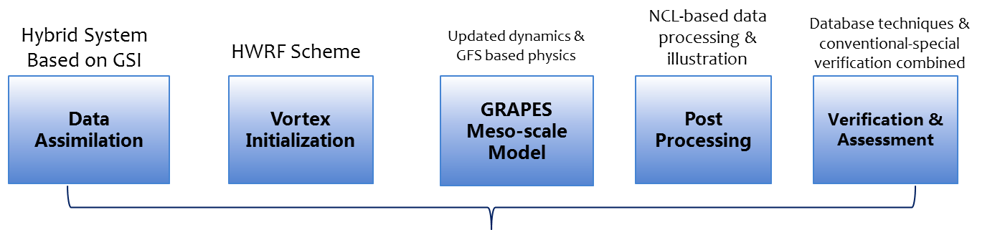 Hybrid System
Based on GSI
Data
Assimilation
HWRF Scheme
Vortex
Initialization
Updated dynamics &
GFS based physics
GRAPES
Meso-scale
Model
NCL-based data
processing &
illustration
Post
Processing
Database techniques &
conventional-special
verification combined
Verification &
Assessment